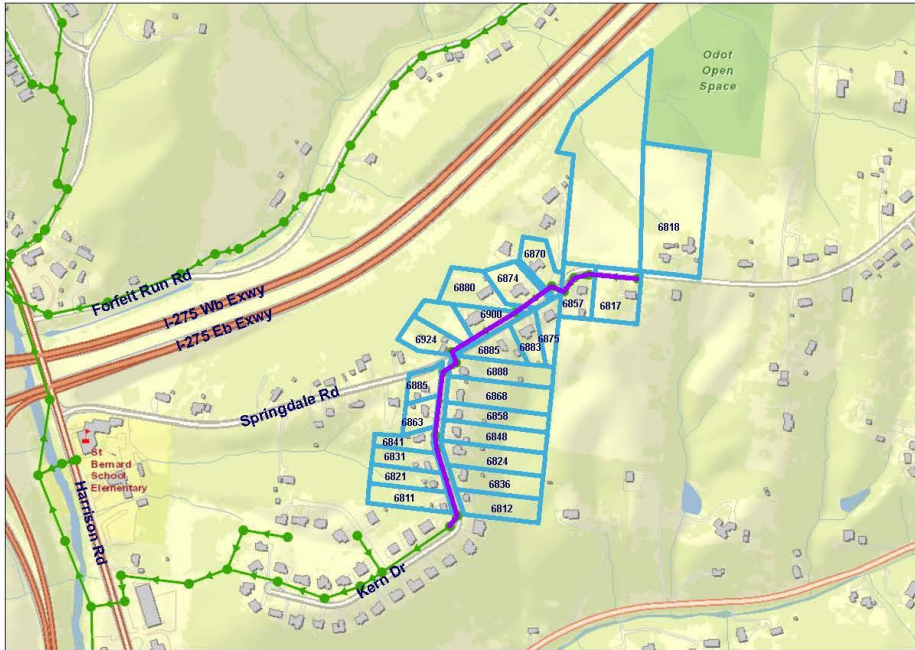 Odot
Open
Space
6818
6870
6874
6880
Forfeit Run Rd
I-275 Wb Exwy
I-275 Eb Exwy
6857
6817
6900
6924
6875
6885
6883
6888
6885
6868
Springdale Rd
6863
6858
6841
6848
6831
6824
6821
6836
6811
6812
St
Bernard
School,
Elementary
Harrison Rd
Kern Dr